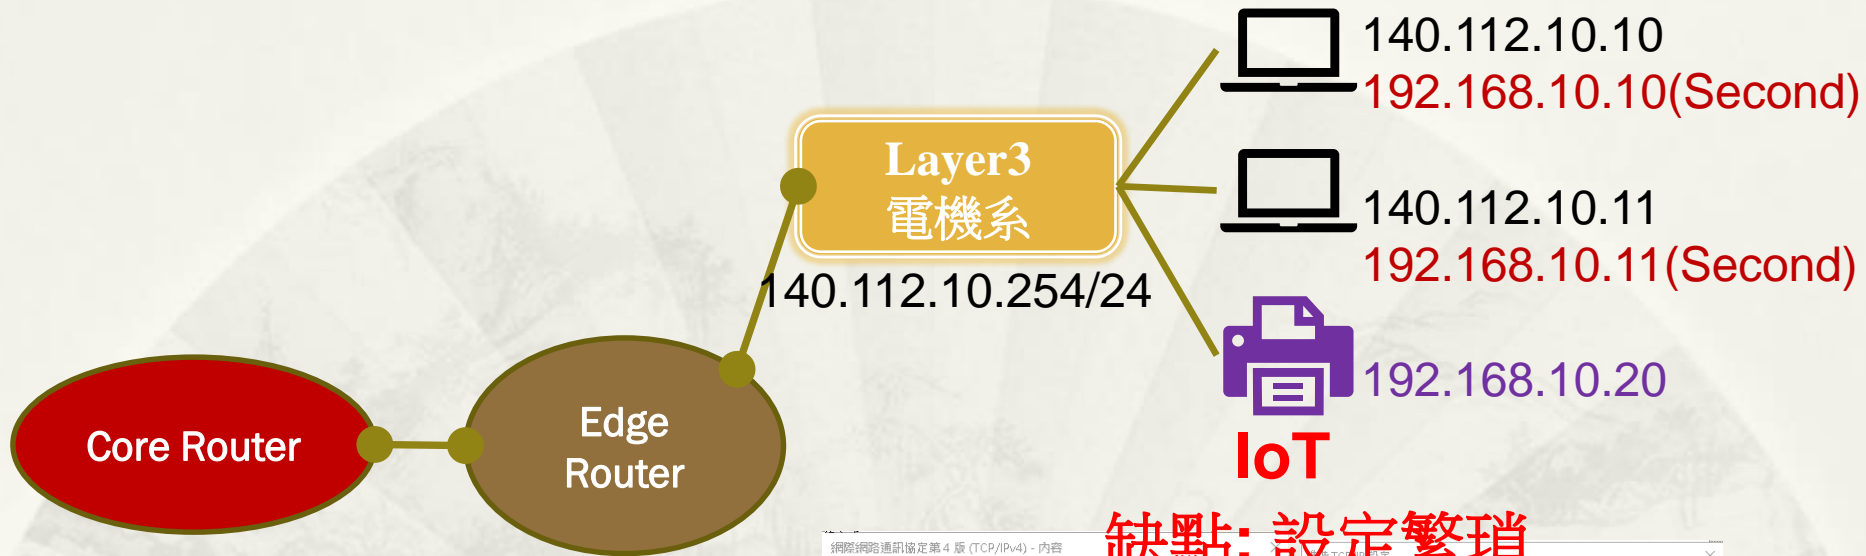 140.112.10.10
192.168.10.10(Second)
Layer3
電機系
140.112.10.11
192.168.10.11(Second)
140.112.10.254/24
192.168.10.20
Core Router
Edge
Router
IoT
缺點: 設定繁瑣
網際網路通訊協定第 4 版 (TCP/IPv4) - 內容